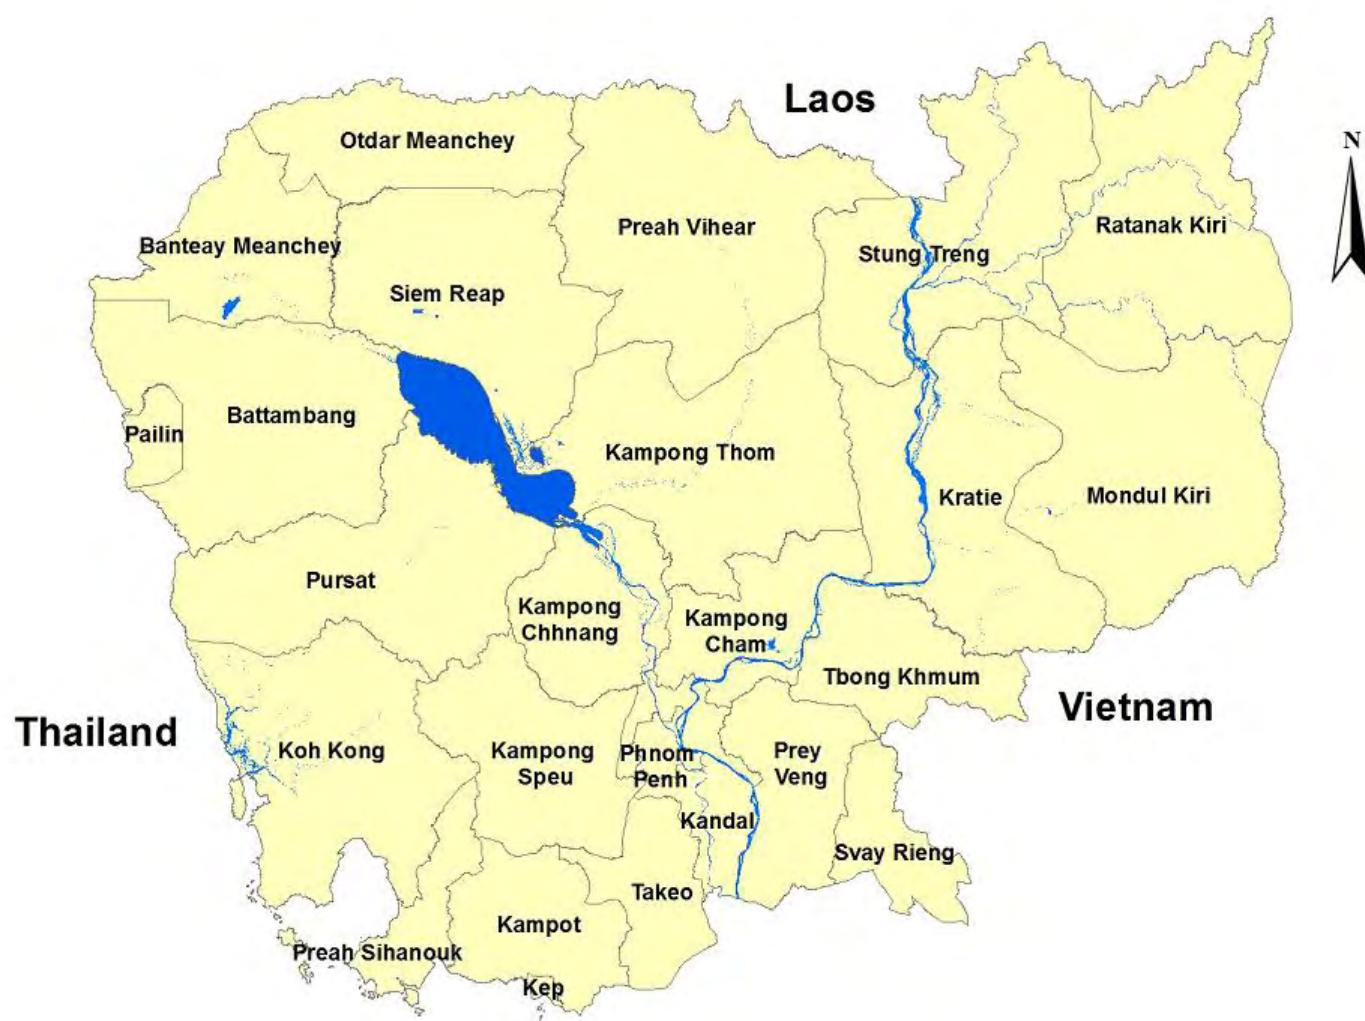 Laos
N
Otdar Meanchey
Preah Vihear
Ratanak Kiri
Banteay Meanchey
Stung Treng
Siem Reap
Battambang
Pailin
Kampong Thom
Kratie
Mondul Kiri
Pursat
Kampong
Chhnang
Kampong
Cham
Tbong Khmum
Vietnam
Thailand
Koh Kong
Kampong
Speu
Phnom
Penh
Prey
Veng
Kandal
Svay Rieng
Takeo
Kampot
Preah Sihanouk
Kep